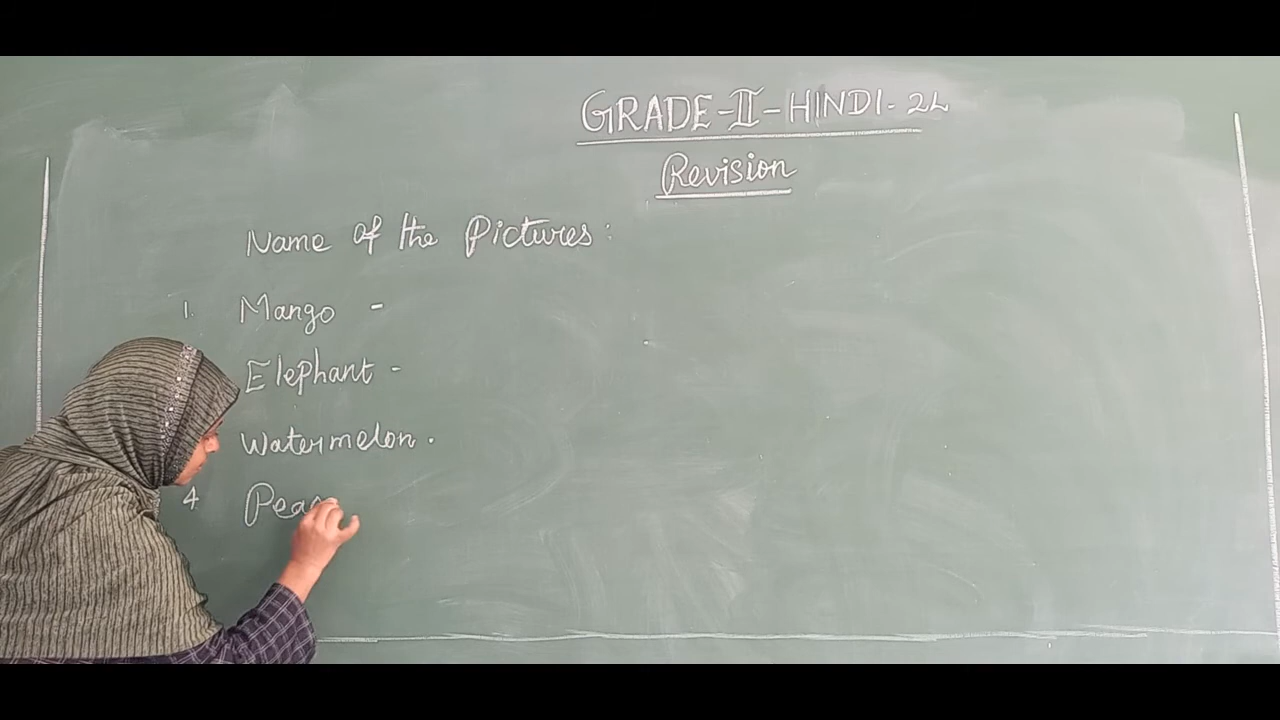 GRADE-II-HINDI-2L
Revision
Name of the Pictures:
1. Mango -
Elephant -
Watermelon.
4